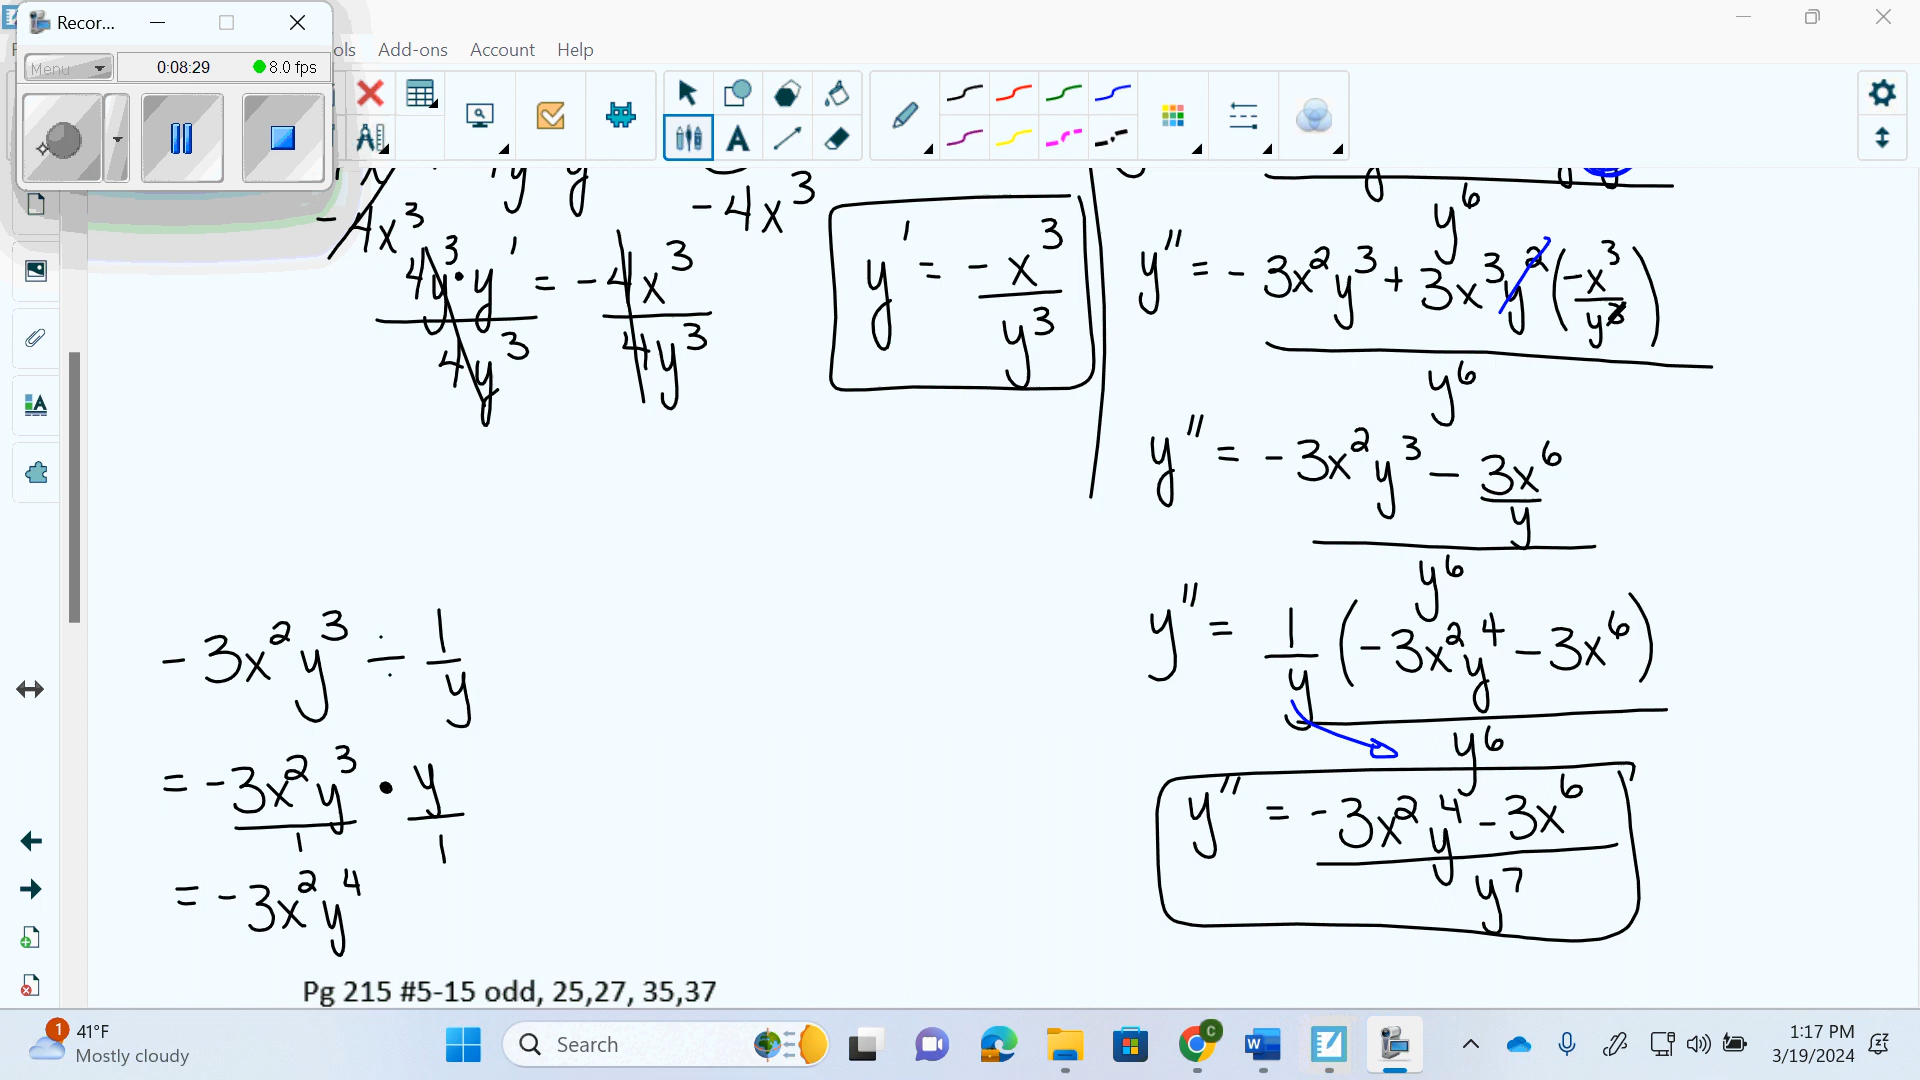 Recor...
Menu 0:08:29 8.0 fps
ols Add-ons Account Help
- 4x³ - 4x³
4y³·y' = -4x³
4y³ 4y³
y' = -x³
y³
y⁶
y'' = -3x²y³ + 3x³y²(-x³/y³)
y⁶
y'' = -3x²y³ - 3x⁶/y
y⁶
y'' = 1/y (-3x²y⁴ - 3x⁶)
y⁶
y'' = -3x²y⁴ - 3x⁶
y⁷
-3x²y³ ÷ 1/y
= -3x²y³/1 • y/1
= -3x²y⁴
Pg 215 #5-15 odd, 25,27, 35,37
1 41°F
Mostly cloudy
Search
C
1:17 PM
3/19/2024